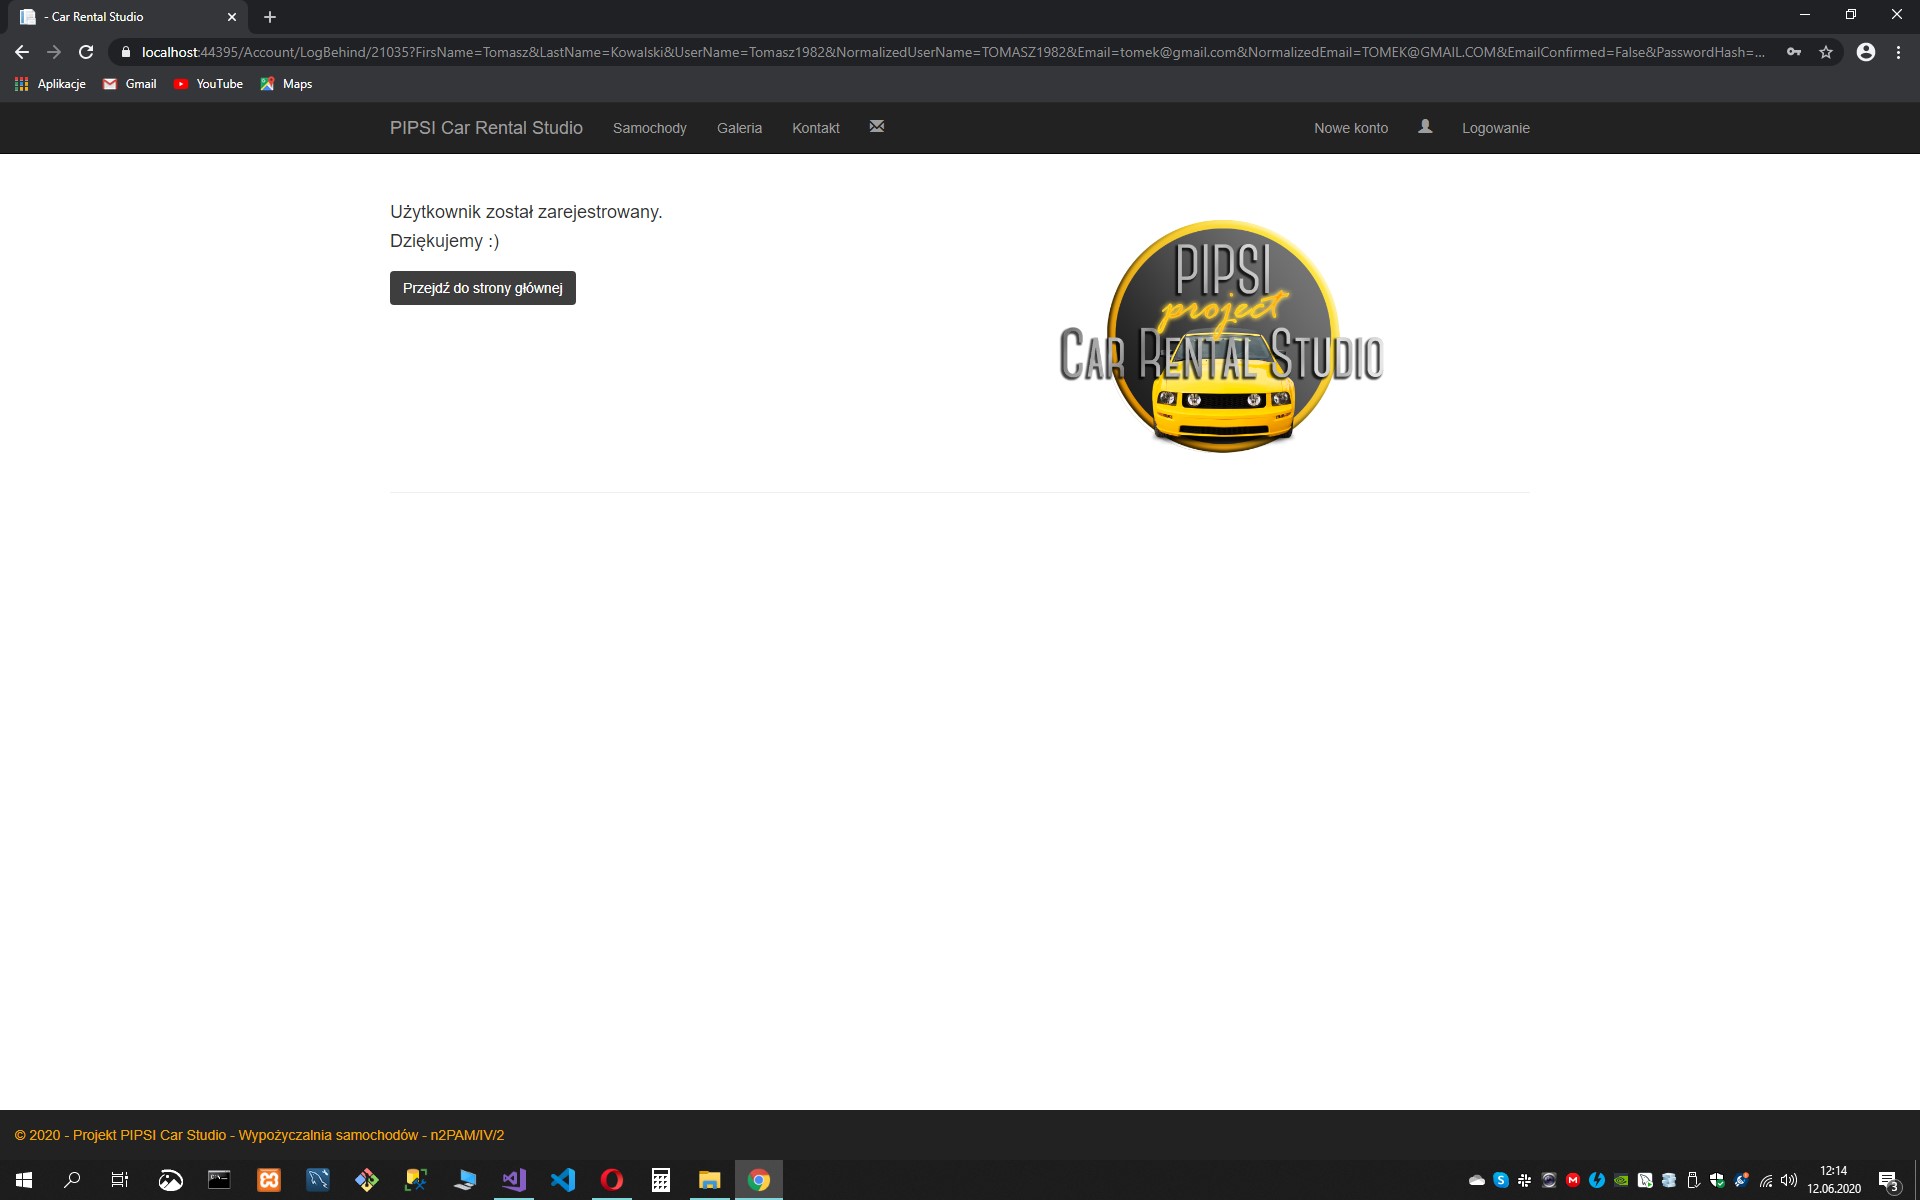 - Car Rental Studio
localhost:44395/Account/LogBehind/21035?FirsName=Tomasz&LastName=Kowalski&UserName=Tomasz1982&NormalizedUserName=TOMASZ1982&Email=tomek@gmail.com&NormalizedEmail=TOMEK@GMAIL.COM&EmailConfirmed=False&PasswordHash=...
Aplikacje Gmail YouTube Maps
PIPSI Car Rental Studio Samochody Galeria Kontakt Nowe konto Logowanie
Użytkownik został zarejestrowany.
Dziękujemy :)
Przejdź do strony głównej
PIPSI
project
CAR RENTAL STUDIO
© 2020 - Projekt PIPSI Car Studio - Wypożyczalnia samochodów - n2PAM/IV/2
12:14
12.06.2020
3